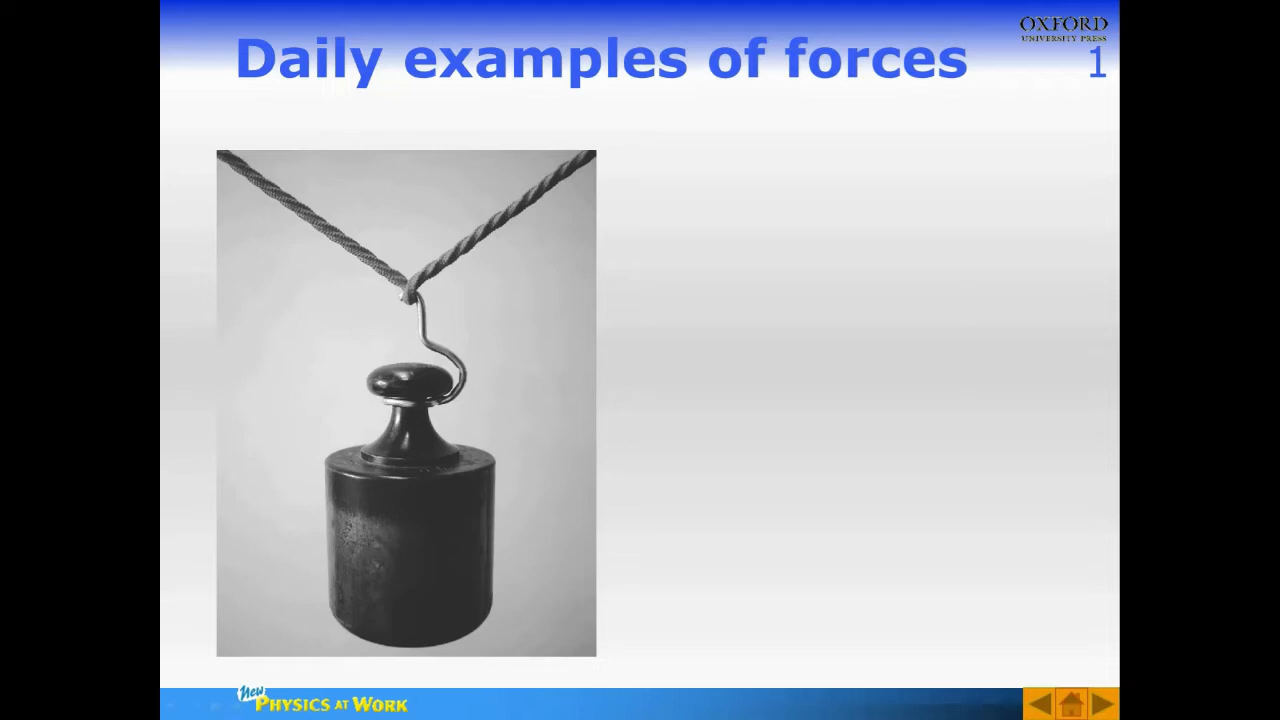 OXFORD
UNIVERSITY PRESS
Daily examples of forces
1
New
PHYSICS AT WORK